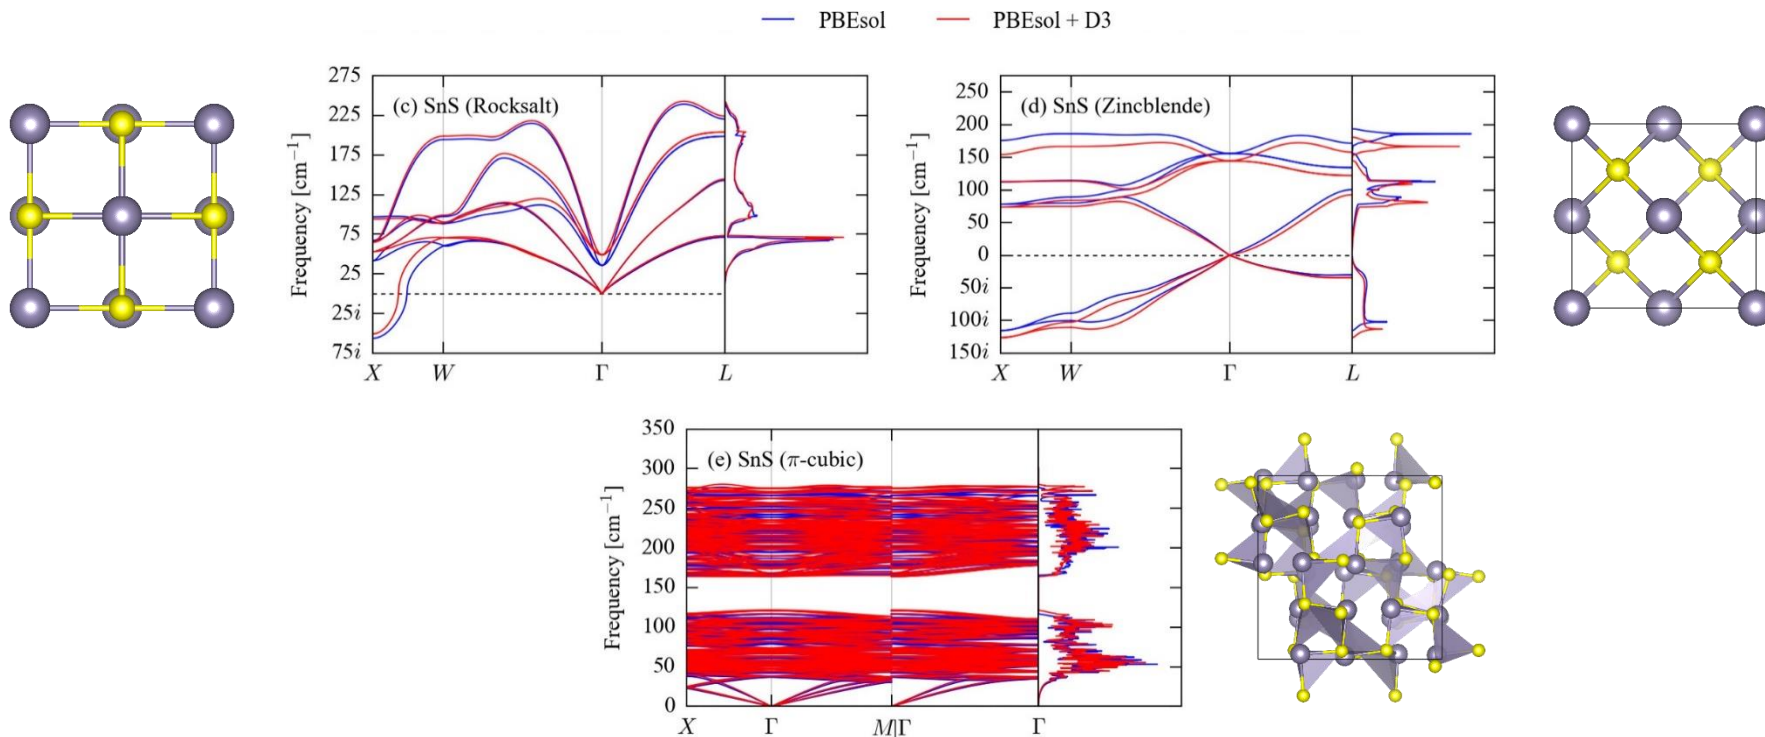 PBEsol PBEsol + D3
(c) SnS (Rocksalt)
Frequency [cm⁻¹]
275
225
175
125
75
25
25i
75i
X W Γ L
(d) SnS (Zincblende)
Frequency [cm⁻¹]
250
200
150
100
50
0
50i
100i
150i
X W Γ L
(e) SnS (π-cubic)
Frequency [cm⁻¹]
350
300
250
200
150
100
50
0
X Γ M|Γ Γ